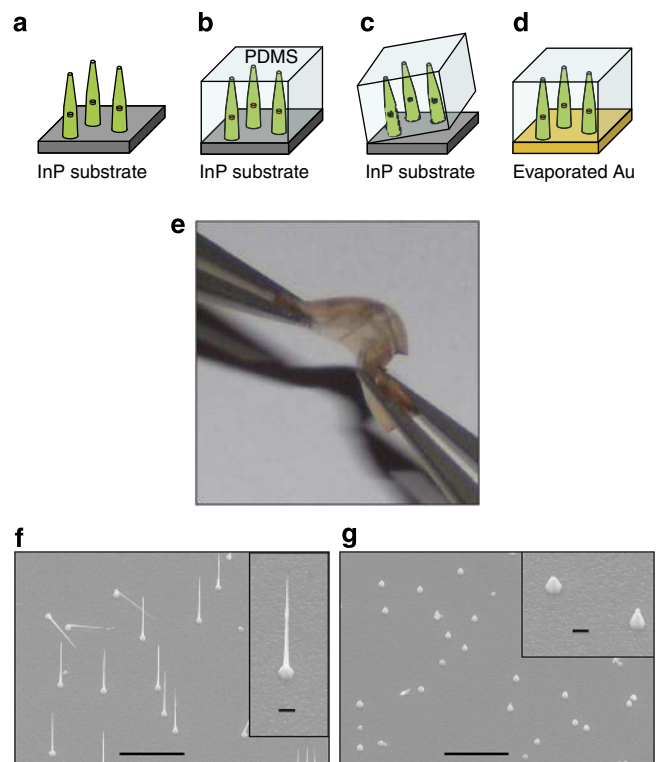 a
b
c
d
PDMS
InP substrate
InP substrate
InP substrate
Evaporated Au
e
f
g